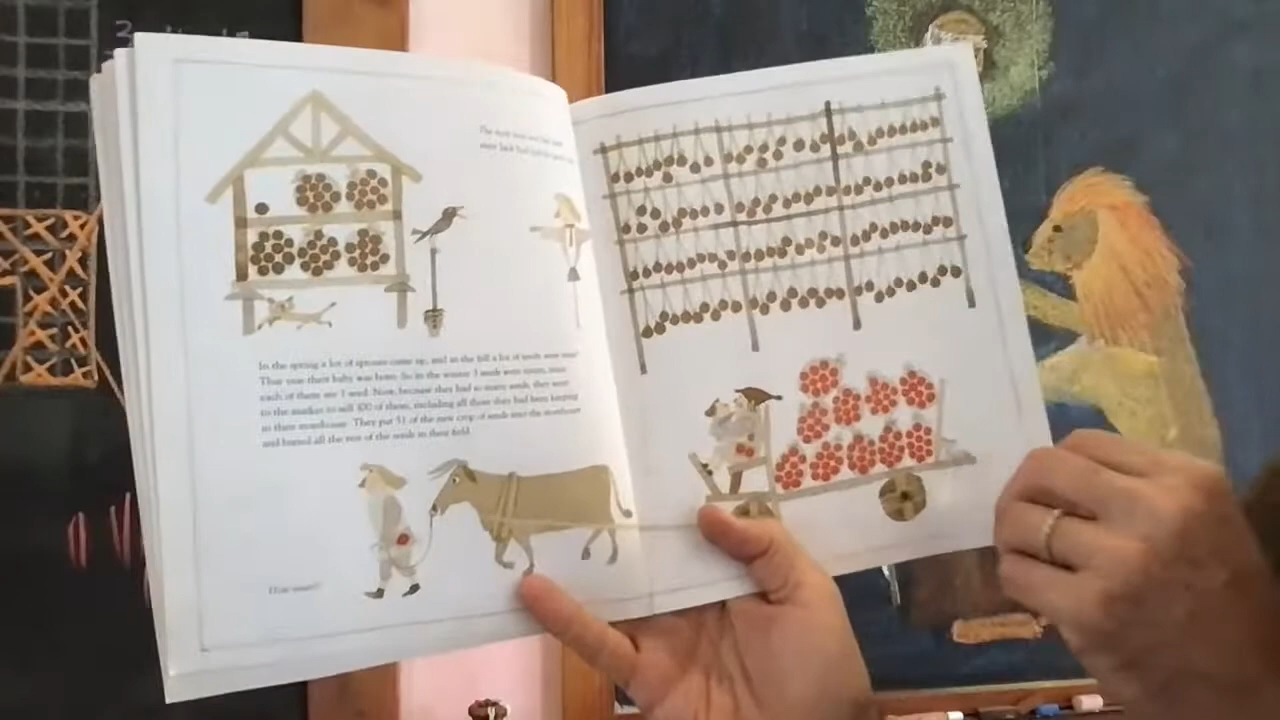 In the spring a lot of sprouts came up, and in the fall a lot of seeds were made!
That year their baby was born. So in the winter 3 seeds were eaten, since
each of them ate 1 seed. Now, because they had so many seeds, they went
to the market to sell 100 of them, including all those they had been keeping
in their storehouse. They put 51 of the new crop of seeds into the storehouse
and buried all the rest of the seeds in their field.